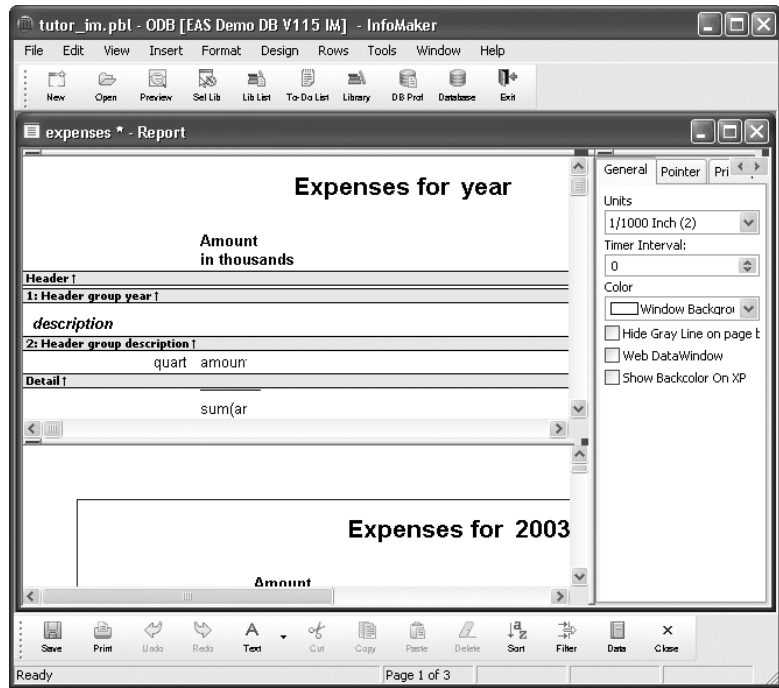 tutor_im.pbl - ODB [EAS Demo DB V115 IM] - InfoMaker
File Edit View Insert Format Design Rows Tools Window Help
New Open Preview Sel Lib Lib List To-Do List Library DB Prof Database Exit
expenses * - Report
Expenses for year
Amount
in thousands
Header ↑
1: Header group year ↑
description
2: Header group description ↑
quart amoun
Detail ↑
sum(ar
Expenses for 2003
Amount
General Pointer Pri
Units
1/1000 Inch (2)
Timer Interval:
0
Color
Window Backgroi
Hide Gray Line on page b
Web DataWindow
Show Backcolor On XP
Save Print Undo Redo Text Cut Copy Paste Delete Sort Filter Data Close
Ready Page 1 of 3